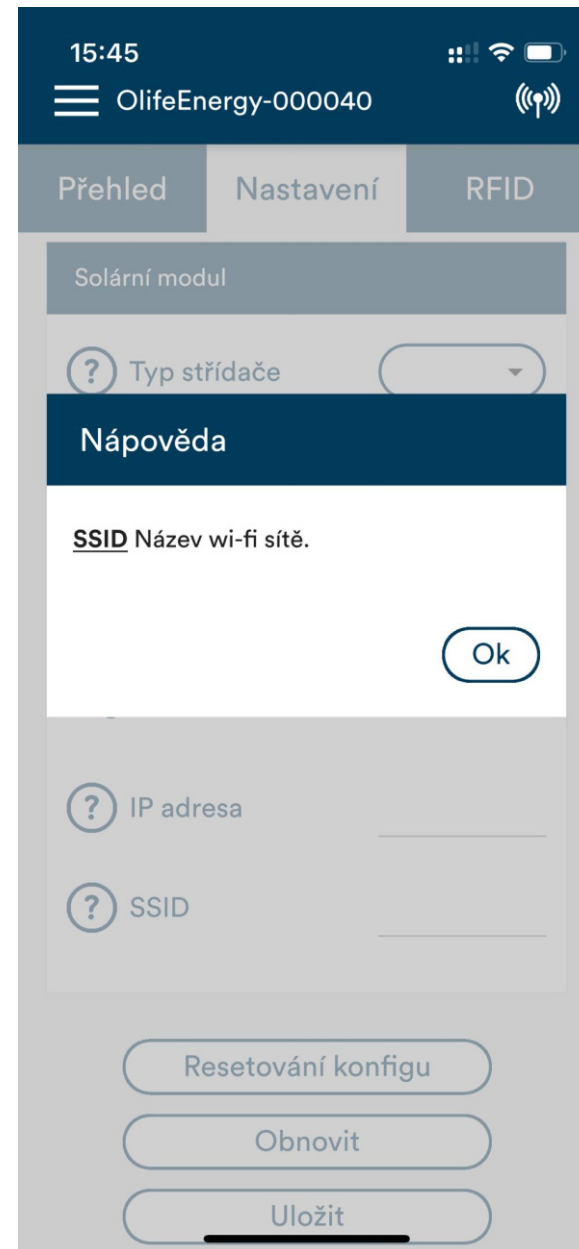 15:45
OlifeEnergy-000040
Přehled
Nastavení
RFID
Solární modul
? Typ střídače
Nápověda
SSID Název wi-fi sítě.
Ok
? IP adresa
? SSID
Resetování konfigu
Obnovit
Uložit